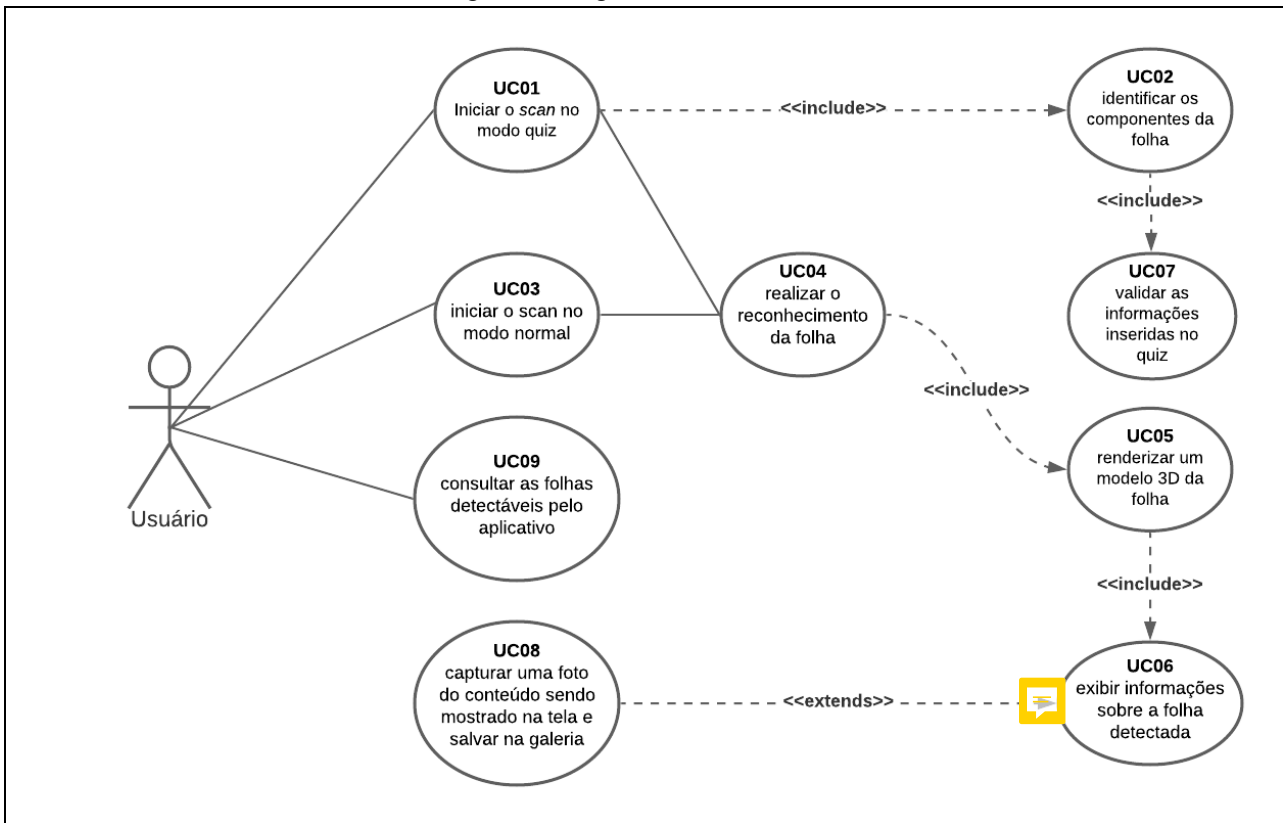 UC01
Iniciar o scan no
modo quiz
<<include>>
UC02
identificar os
componentes da
folha
<<include>>
UC03
iniciar o scan no
modo normal
UC04
realizar o
reconhecimento
da folha
UC07
validar as
informações
inseridas no
quiz
<<include>>
Usuário
UC09
consultar as folhas
detectáveis pelo
aplicativo
UC05
renderizar um
modelo 3D da
folha
<<include>>
UC08
capturar uma foto
do conteúdo sendo
mostrado na tela e
salvar na galeria
<<extends>>
UC06
exibir informações
sobre a folha
detectada